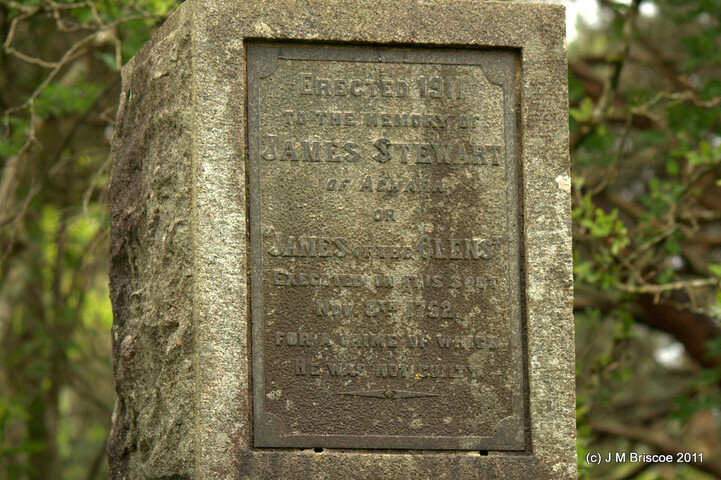 ERECTED 1911
TO THE MEMORY OF
JAMES STEWART
OF ACHARN,
OR
"JAMES OF THE GLENS"
EXECUTED ON THIS SPOT
NOV. 8TH 1752,
FOR A CRIME OF WHICH
HE WAS NOT GUILTY.
(c) J M Briscoe 2011